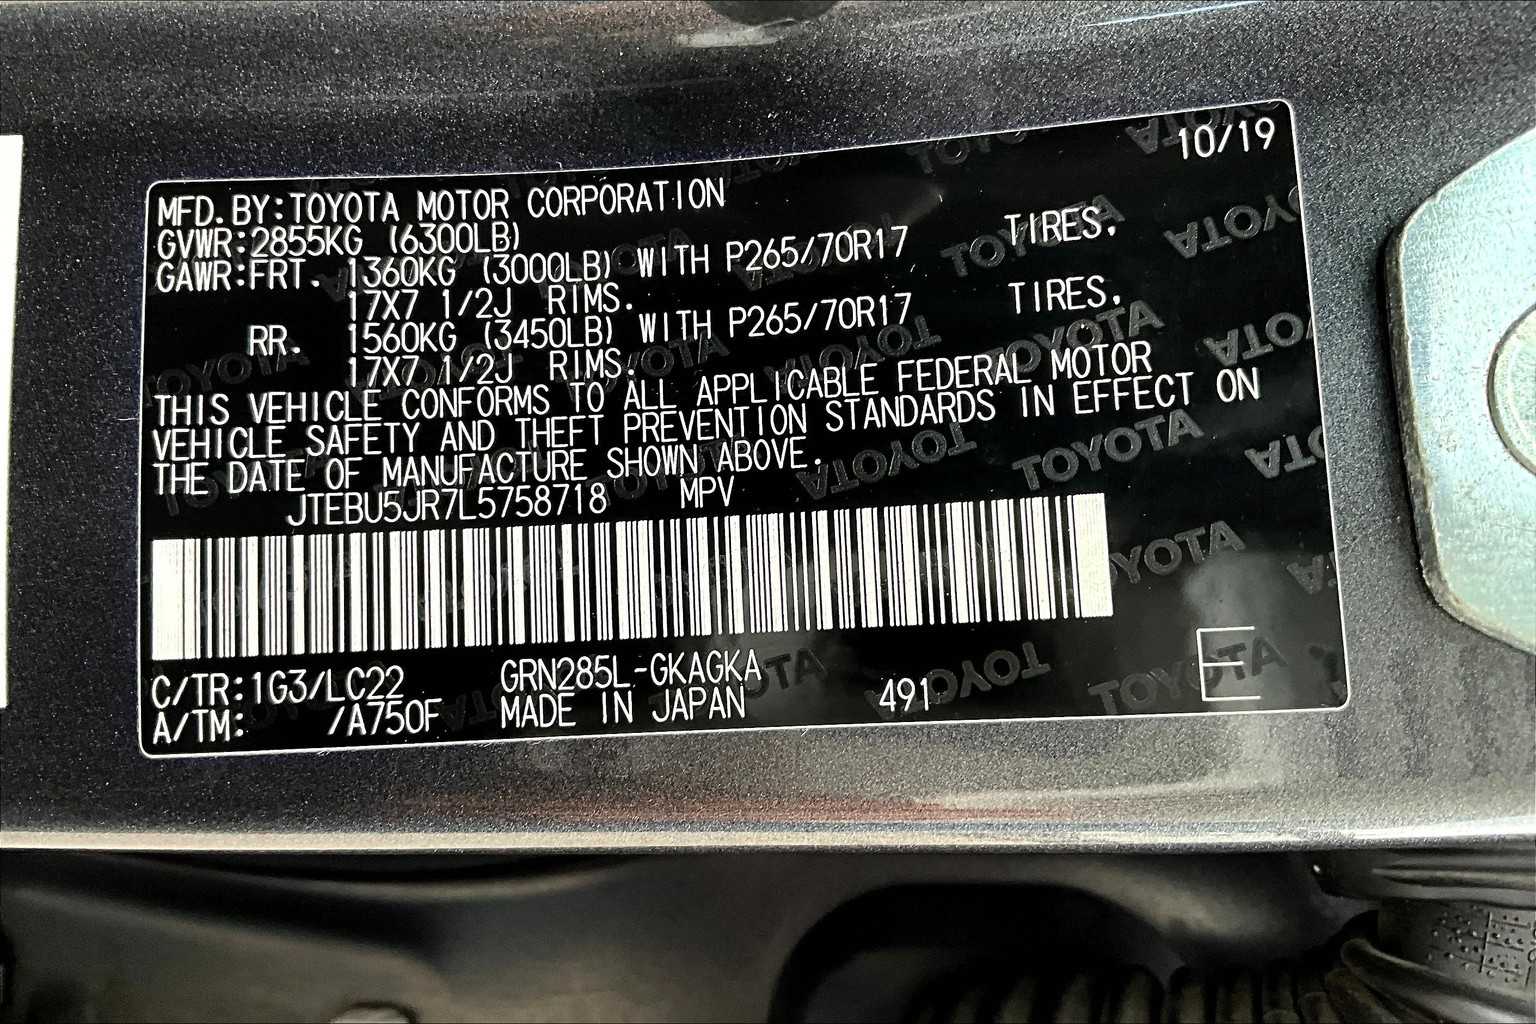 10/19
MFD.BY:TOYOTA MOTOR CORPORATION
GVWR:2855KG (6300LB)
GAWR:FRT. 1360KG (3000LB) WITH P265/70R17 TIRES,
17X7 1/2J RIMS.
RR. 1560KG (3450LB) WITH P265/70R17 TIRES,
17X7 1/2J RIMS.
THIS VEHICLE CONFORMS TO ALL APPLICABLE FEDERAL MOTOR
VEHICLE SAFETY AND THEFT PREVENTION STANDARDS IN EFFECT ON
THE DATE OF MANUFACTURE SHOWN ABOVE.
JTEBU5JR7L5758718 MPV
C/TR:1G3/LC22 GRN285L-GKAGKA
A/TM: /A750F MADE IN JAPAN 491 E